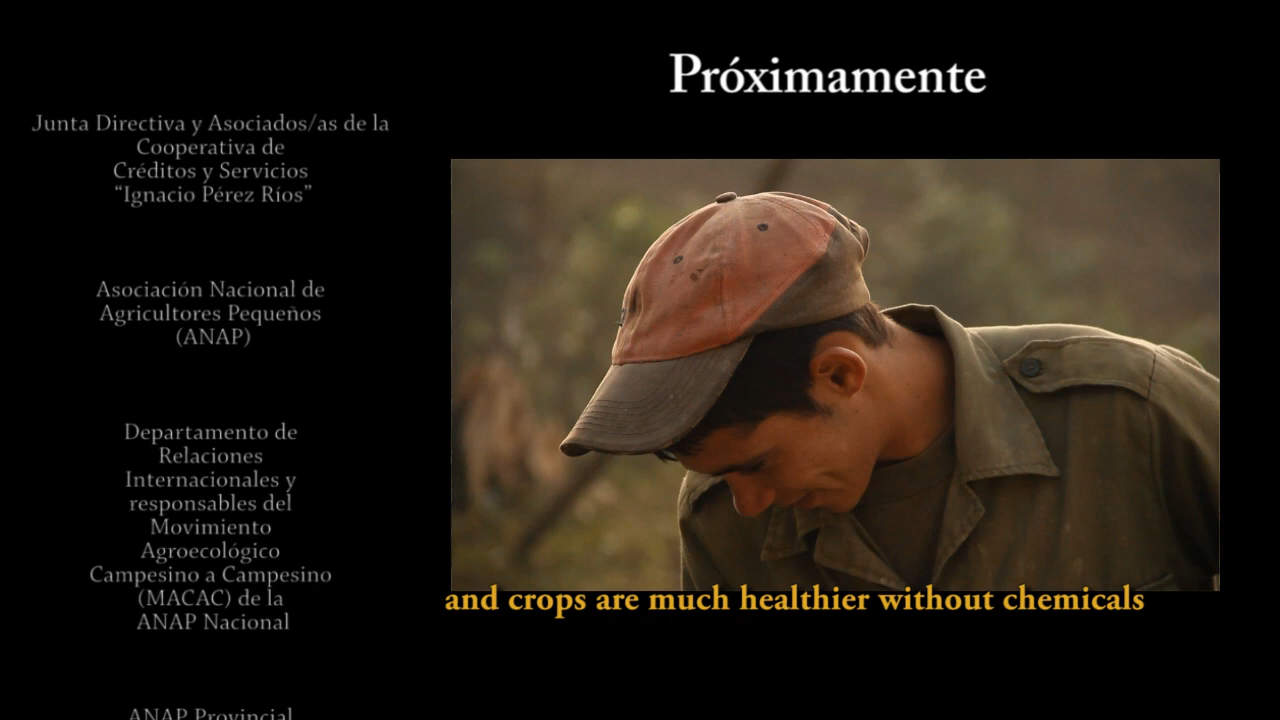 Próximamente
Junta Directiva y Asociados/as de la
Cooperativa de
Créditos y Servicios
“Ignacio Pérez Ríos”
Asociación Nacional de
Agricultores Pequeños
(ANAP)
Departamento de
Relaciones
Internacionales y
responsables del
Movimiento
Agroecológico
Campesino a Campesino
(MACAC) de la
ANAP Nacional
ANAP Provincial
and crops are much healthier without chemicals